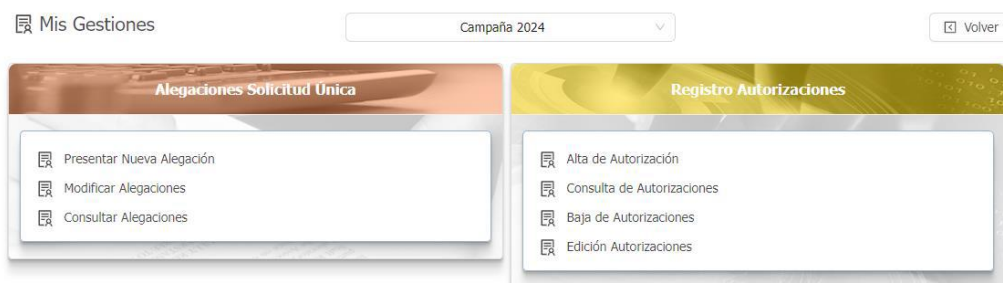 Mis Gestiones
Campaña 2024
Volver
Alegaciones Solicitud Única
Presentar Nueva Alegación
Modificar Alegaciones
Consultar Alegaciones
Registro Autorizaciones
Alta de Autorización
Consulta de Autorizaciones
Baja de Autorizaciones
Edición Autorizaciones